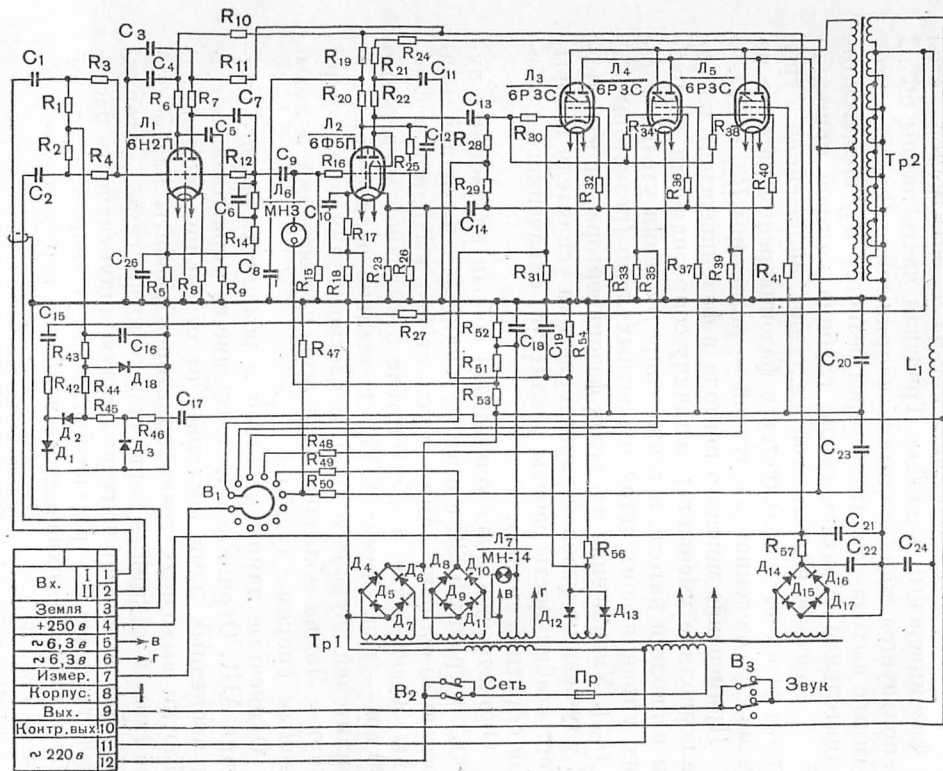 R10
C3
C1
R3
C4
R11
R19
R24
R21
C11
R1
R6
R7
C7
R20
R22
Л3
6Р3С
Л4
6Р3С
Л5
6Р3С
R2
Л1
6Н2П
C5
Л2
6Ф5П
C12
C13
R30
R34
R38
R28
Тр2
R4
R12
C9
R16
R25
C2
Л6
МН3
C6
C10
R29
R32
R36
R40
R14
R17
C14
C26
R5
R8
R9
C8
R15
R18
R23
R26
R31
R33
R35
R37
R39
R41
C15
R27
C16
R43
R47
R52
C18
C19
R54
C20
L1
Д18
R51
R42
R44
R53
R45
C17
Д2
R46
Д1
Д3
R48
R49
C23
В1
R50
Л7
МН-14
C21
R56
R57
C22
C24
Д4
Д6
Д8
Д10
Д14
Д16
Д5
Д9
в
г
Д15
Д7
Д11
Д12
Д13
Д17
Тр1
В2
Сеть
Пр
В3
Звук
Вх. I 1
II 2
Земля 3
+250 в 4
~6,3 в 5 в
~6,3 в 6 г
Измер. 7
Корпус. 8
Вых. 9
Контр. вых. 10
~220 в 11
12